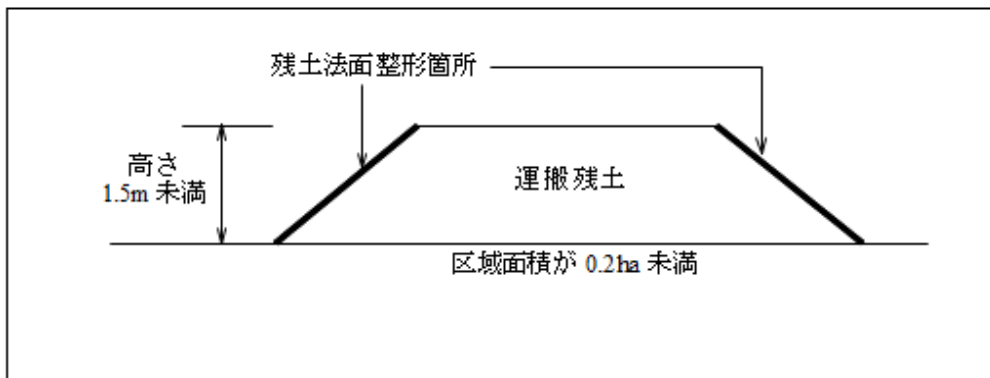 残土法面整形箇所
高さ
1.5m 未満
運搬残土
区域面積が 0.2ha 未満